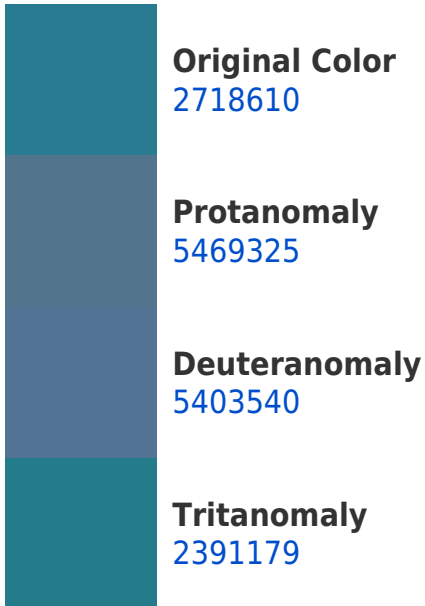 Original Color
2718610
Protanomaly
5469325
Deuteranomaly
5403540
Tritanomaly
2391179